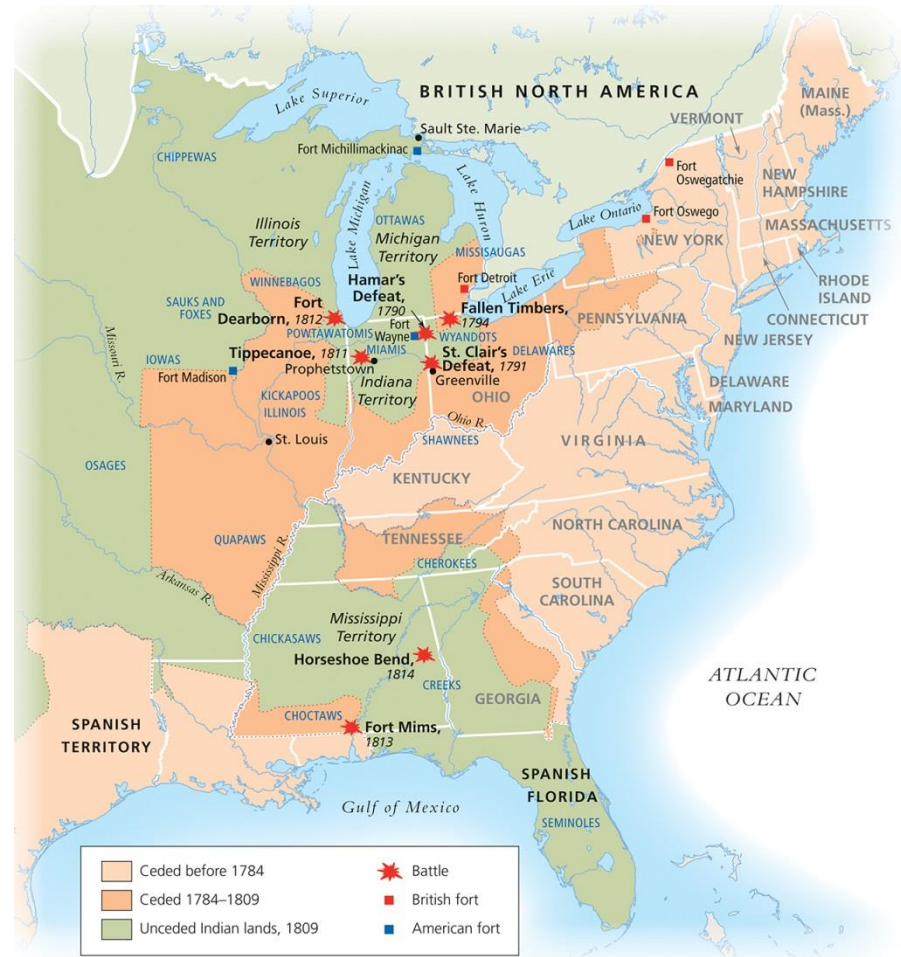 BRITISH NORTH AMERICA
Lake Superior
Sault Ste. Marie
Fort Michillimackinac
CHIPPEWAS
MAINE
(Mass.)
VERMONT
Fort
Oswegatchie
NEW
HAMPSHIRE
Fort Oswego
Lake Ontario
MASSACHUSETTS
NEW YORK
RHODE
ISLAND
CONNECTICUT
NEW JERSEY
Lake Michigan
Lake Huron
OTTAWAS
Illinois
Territory
Michigan
Territory
MISSISAUGAS
Fort Detroit
Lake Erie
WINNEBAGOS
Hamar's
Defeat,
1790
Fort
Dearborn, 1812
Fallen Timbers,
1794
PENNSYLVANIA
SAUKS AND
FOXES
POWTAWATOMIS
Fort
Wayne
WYANDOTS
Missouri R.
Tippecanoe, 1811
MIAMIS
St. Clair's
Defeat, 1791
DELAWARES
IOWAS
Prophetstown
Greenville
Fort Madison
Indiana
Territory
DELAWARE
MARYLAND
KICKAPOOS
ILLINOIS
OHIO
Ohio R.
St. Louis
SHAWNEES
VIRGINIA
OSAGES
KENTUCKY
NORTH CAROLINA
QUAPAWS
TENNESSEE
Mississippi R.
CHEROKEES
Arkansas R.
SOUTH
CAROLINA
Mississippi
Territory
CHICKASAWS
Horseshoe Bend,
1814
CREEKS
GEORGIA
ATLANTIC
OCEAN
CHOCTAWS
SPANISH
TERRITORY
Fort Mims,
1813
SPANISH
FLORIDA
Gulf of Mexico
SEMINOLES
Ceded before 1784
Ceded 1784–1809
Unceded Indian lands, 1809
Battle
British fort
American fort